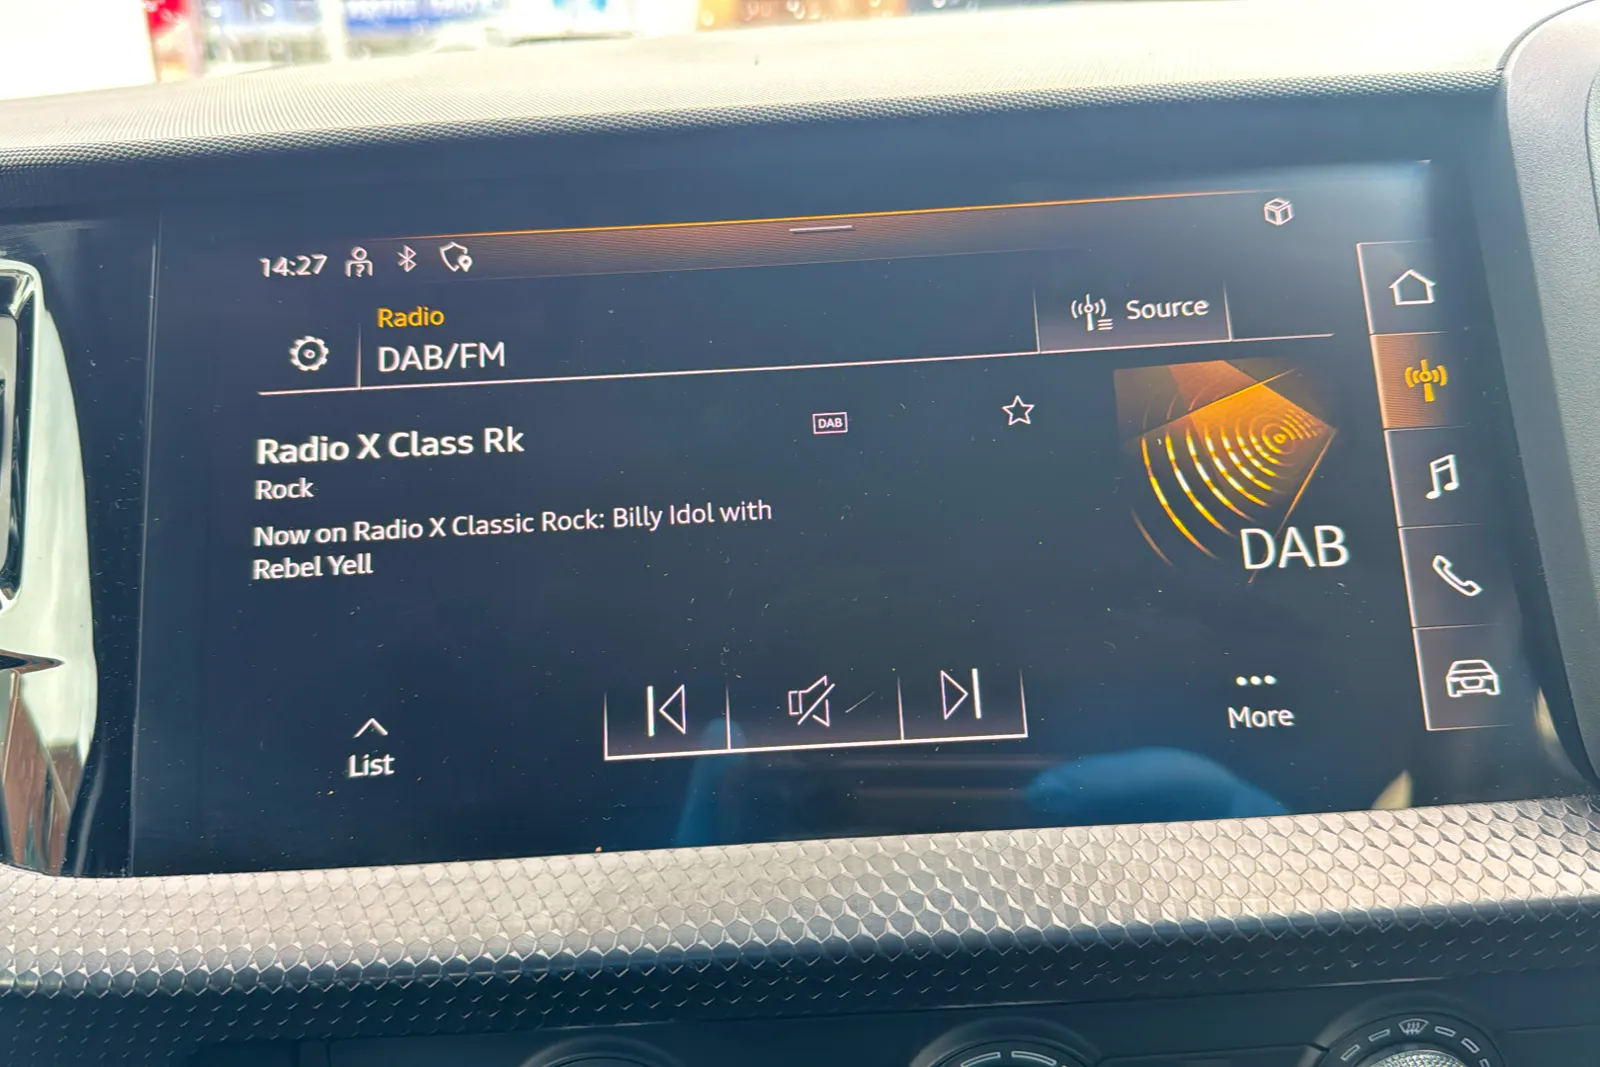 14:27
Radio
DAB/FM
Source
Radio X Class Rk
DAB
Rock
Now on Radio X Classic Rock: Billy Idol with
Rebel Yell
DAB
List
More